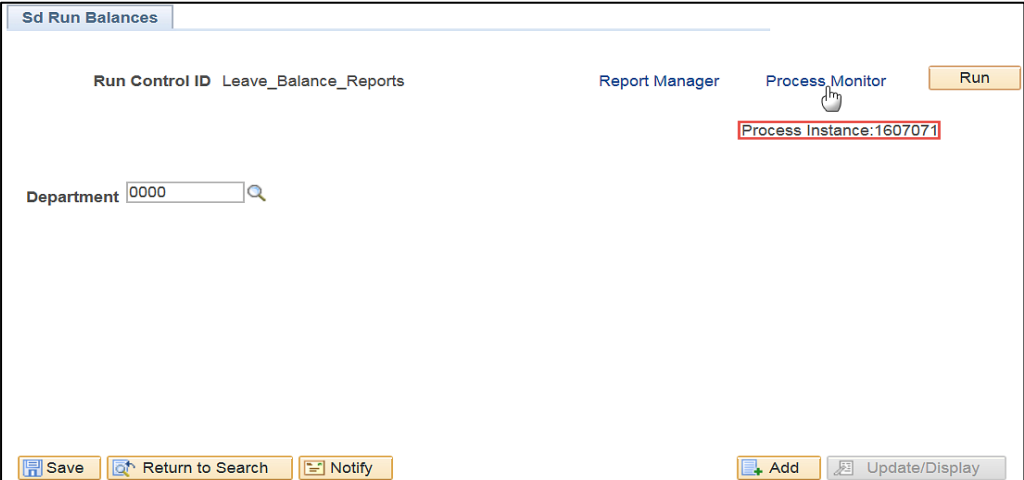 Sd Run Balances
Run Control ID Leave_Balance_Reports Report Manager Process Monitor Run
Process Instance:1607071
Department 0000
Save Return to Search Notify Add Update/Display